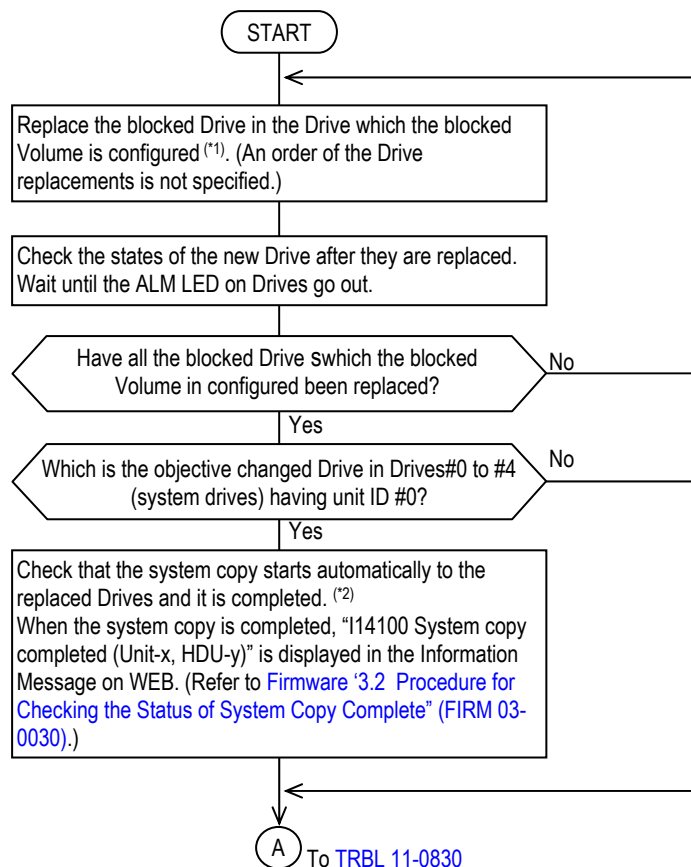 START
Replace the blocked Drive in the Drive which the blocked
Volume is configured (*1). (An order of the Drive
replacements is not specified.)
Check the states of the new Drive after they are replaced.
Wait until the ALM LED on Drives go out.
Have all the blocked Drive swhich the blocked
Volume in configured been replaced?
No
Yes
Which is the objective changed Drive in Drives#0 to #4
(system drives) having unit ID #0?
No
Yes
Check that the system copy starts automatically to the
replaced Drives and it is completed. (*2)
When the system copy is completed, “I14100 System copy
completed (Unit-x, HDU-y)” is displayed in the Information
Message on WEB. (Refer to Firmware ‘3.2 Procedure for
Checking the Status of System Copy Complete” (FIRM 03-
0030).)
A
To TRBL 11-0830